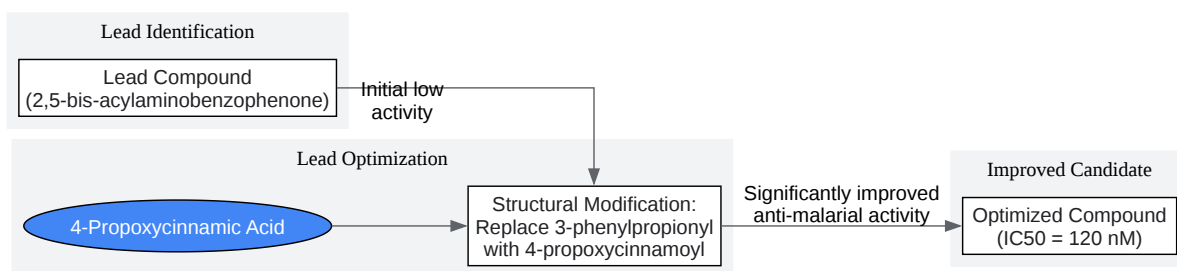 Lead Identification
Lead Compound
(2,5-bis-acylaminobenzophenone)
Initial low
activity
Lead Optimization
4-Propoxycinnamic Acid
Structural Modification:
Replace 3-phenylpropionyl
with 4-propoxycinnamoyl
Significantly improved
anti-malarial activity
Improved Candidate
Optimized Compound
(IC50 = 120 nM)